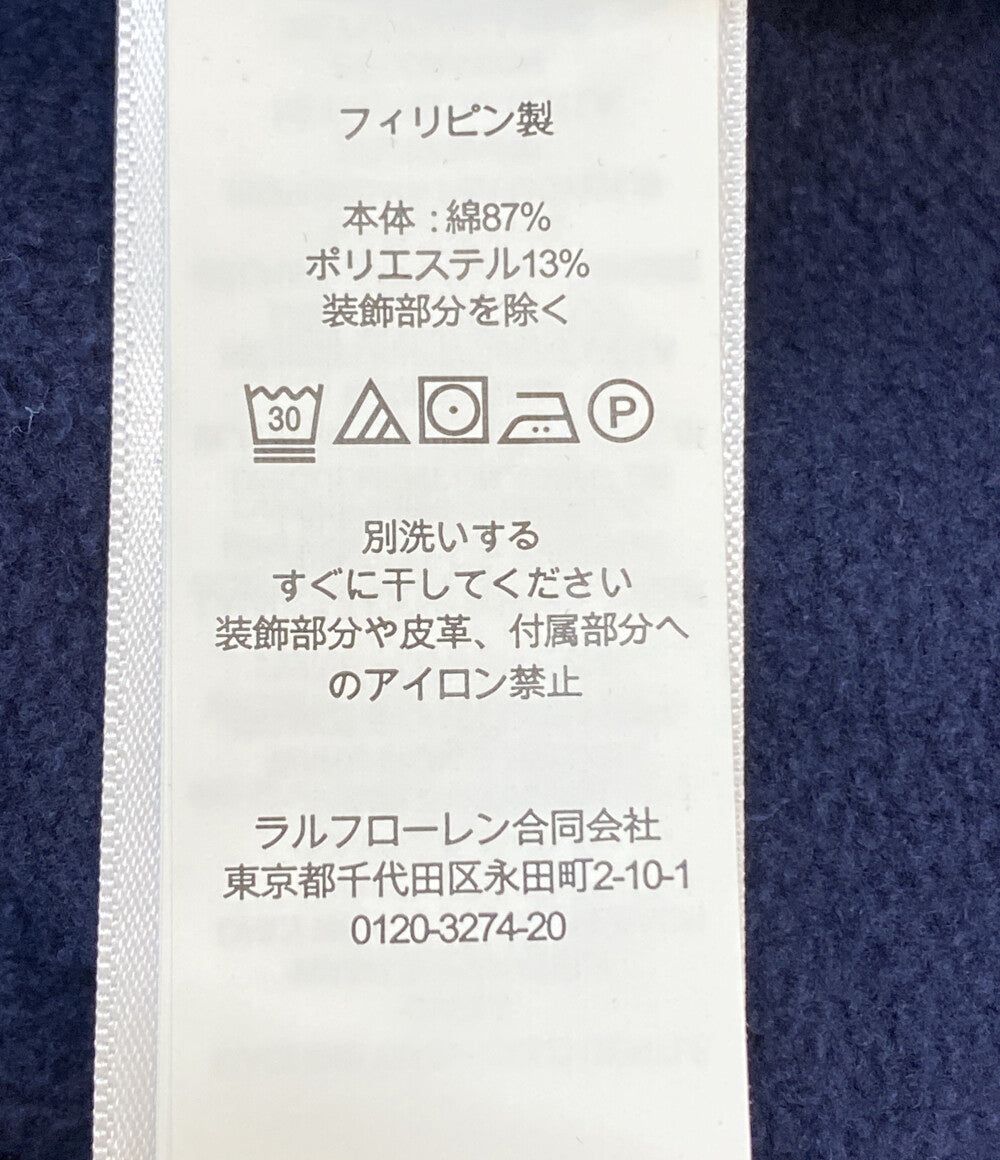 フィリピン製
本体 : 綿87%
ポリエステル13%
装飾部分を除く
30 P
別洗いする
すぐに干してください
装飾部分や皮革、付属部分へ
のアイロン禁止
ラルフローレン合同会社
東京都千代田区永田町2-10-1
0120-3274-20